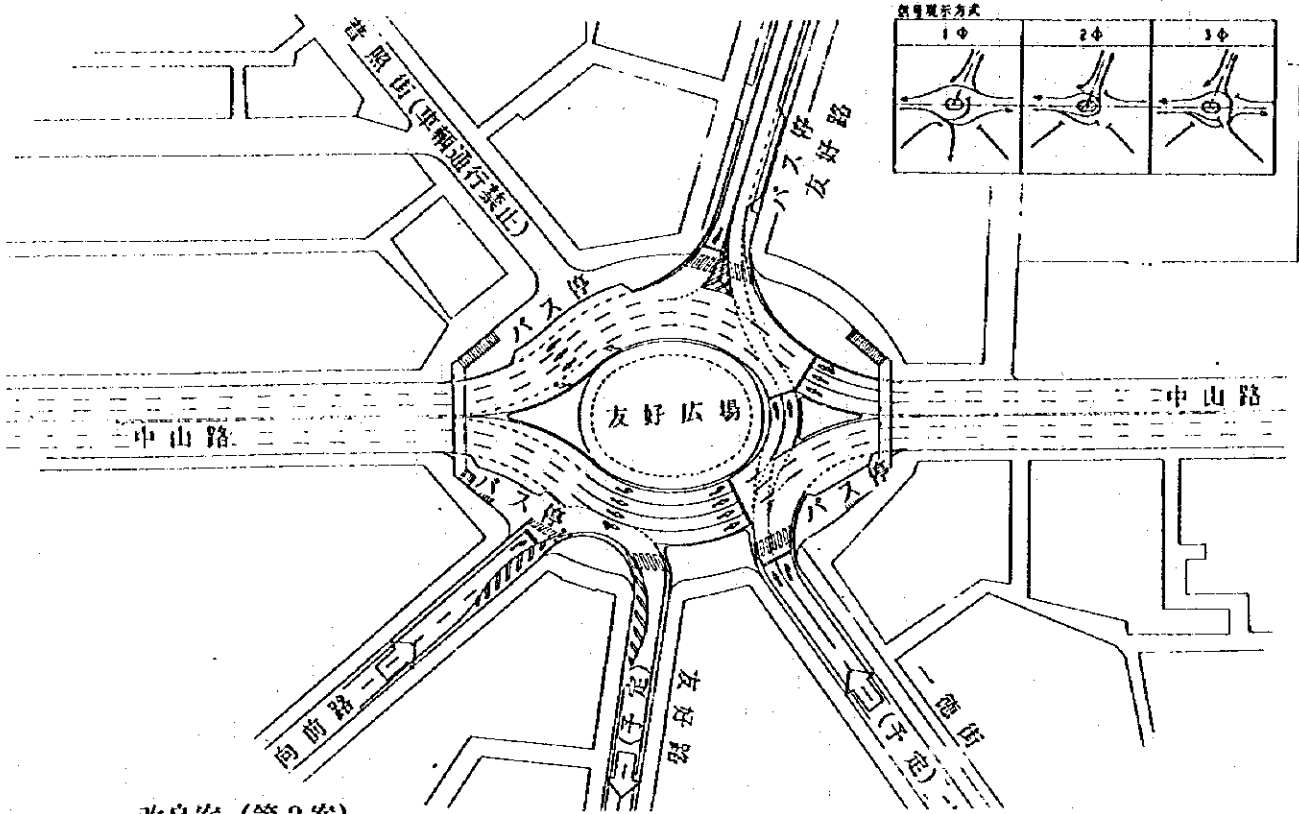 信号現示方式
1Φ 2Φ 3Φ
普照街(車輌通行禁止)
バス停
友好路
バス停
友好広場
中山路
中山路
バス停
バス停
向前路
友好路
(予定)
一徳街
(予定)
改良案(第2案)